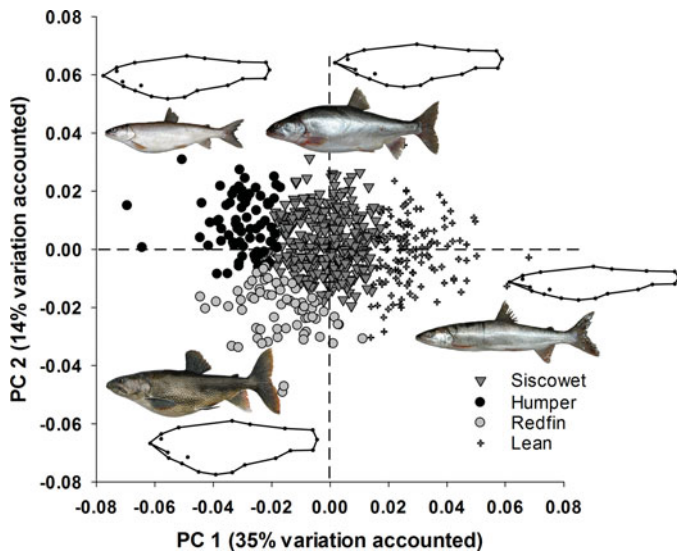 0.08
0.06
0.04
0.02
0.00
-0.02
-0.04
-0.06
-0.08
PC 2 (14% variation accounted)
Siscowet
Humper
Redfin
Lean
-0.08 -0.06 -0.04 -0.02 0.00 0.02 0.04 0.06 0.08
PC 1 (35% variation accounted)